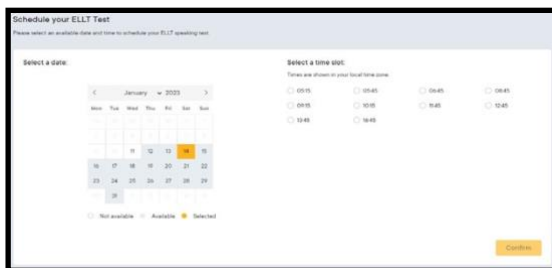 Schedule your ELLT Test
Please select an available date and time to schedule your ELLT speaking test
Select a date:
Select a time slot:
Times are shown in your local time zone
< January 2023 >
Mon Tue Wed Thu Fri Sat Sun
11 12 13 14 15
16 17 18 19 20 21 22
23 24 25 26 27 28 29
31
Not available Available Selected
05:45 06:45 08:45
09:15 10:15 11:45 12:45
13:45 16:45
Confirm